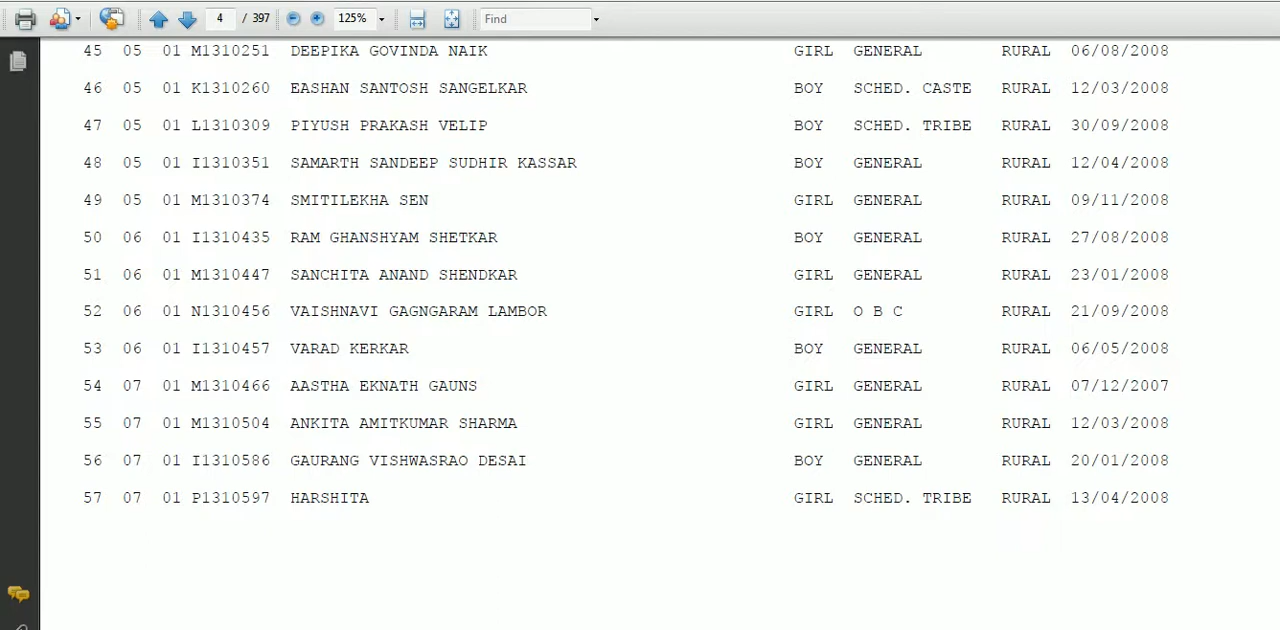 4 / 397 125% Find
45 05 01 M1310251 DEEPIKA GOVINDA NAIK GIRL GENERAL RURAL 06/08/2008
46 05 01 K1310260 EASHAN SANTOSH SANGELKAR BOY SCHED. CASTE RURAL 12/03/2008
47 05 01 L1310309 PIYUSH PRAKASH VELIP BOY SCHED. TRIBE RURAL 30/09/2008
48 05 01 I1310351 SAMARTH SANDEEP SUDHIR KASSAR BOY GENERAL RURAL 12/04/2008
49 05 01 M1310374 SMITILEKHA SEN GIRL GENERAL RURAL 09/11/2008
50 06 01 I1310435 RAM GHANSHYAM SHETKAR BOY GENERAL RURAL 27/08/2008
51 06 01 M1310447 SANCHITA ANAND SHENDKAR GIRL GENERAL RURAL 23/01/2008
52 06 01 N1310456 VAISHNAVI GAGNGARAM LAMBOR GIRL O B C RURAL 21/09/2008
53 06 01 I1310457 VARAD KERKAR BOY GENERAL RURAL 06/05/2008
54 07 01 M1310466 AASTHA EKNATH GAUNS GIRL GENERAL RURAL 07/12/2007
55 07 01 M1310504 ANKITA AMITKUMAR SHARMA GIRL GENERAL RURAL 12/03/2008
56 07 01 I1310586 GAURANG VISHWASRAO DESAI BOY GENERAL RURAL 20/01/2008
57 07 01 P1310597 HARSHITA GIRL SCHED. TRIBE RURAL 13/04/2008